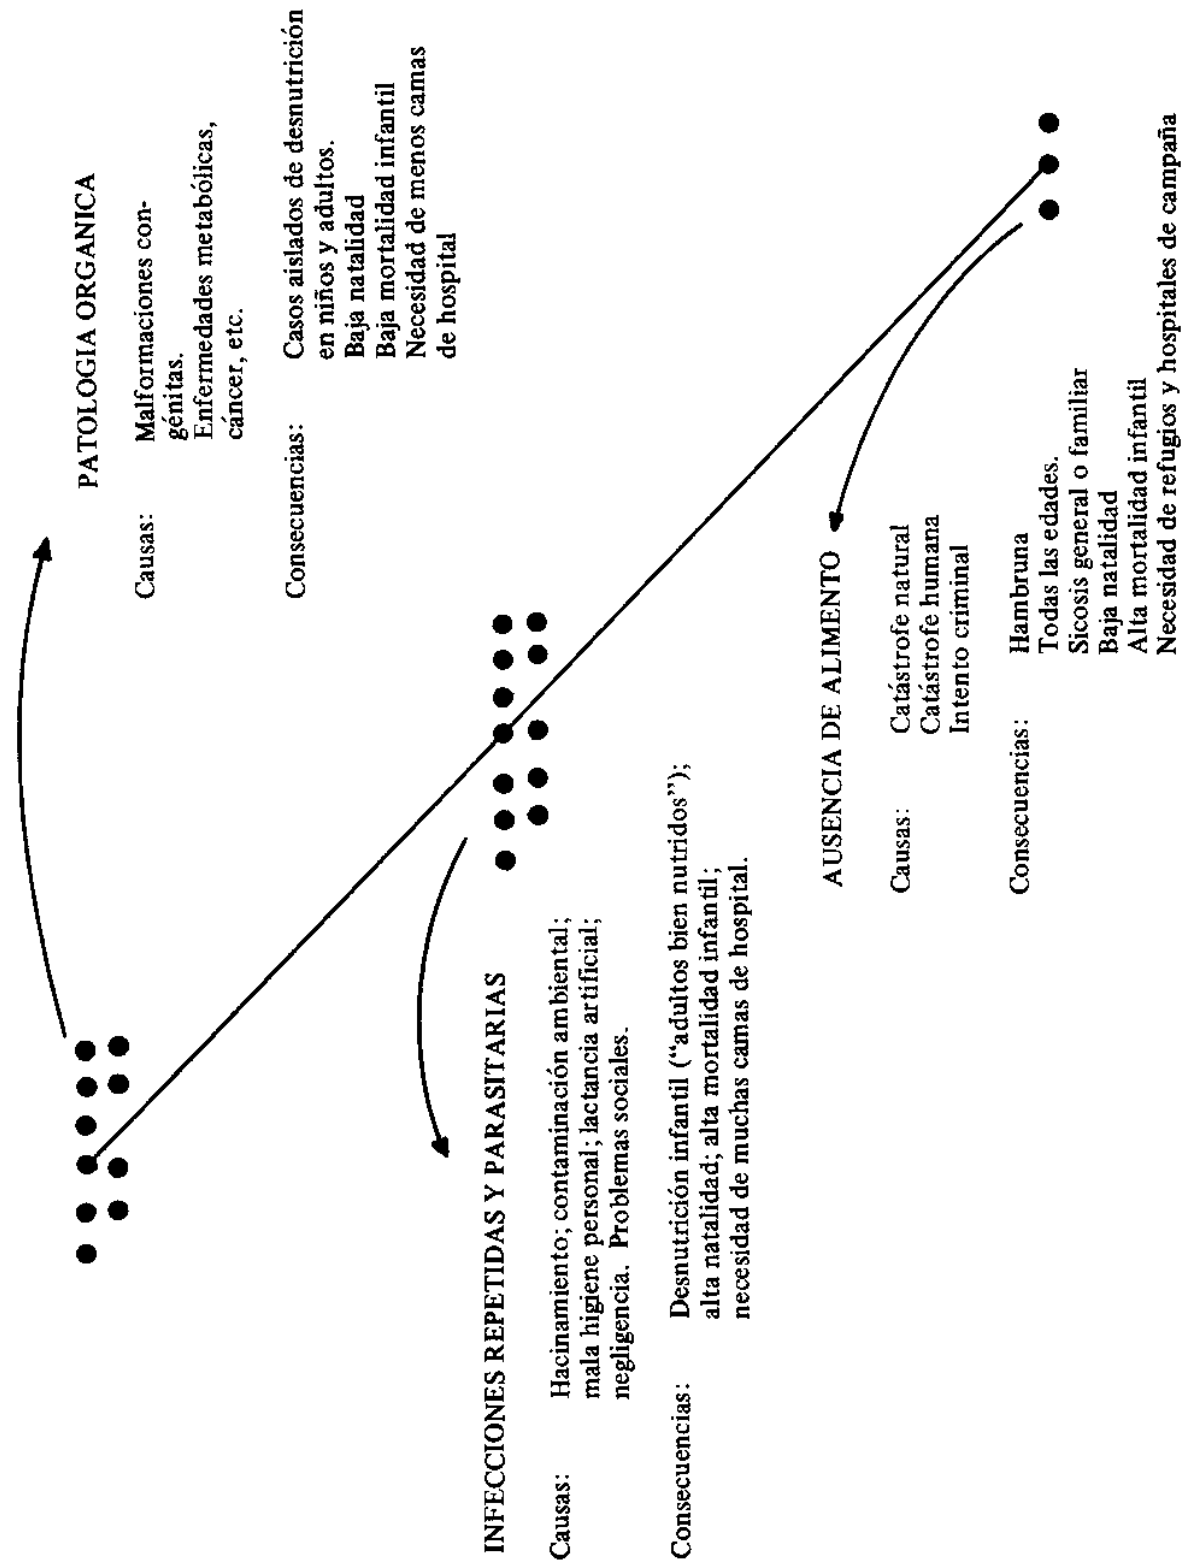 PATOLOGIA ORGANICA
Causas: Malformaciones con-
génitas.
Enfermedades metabólicas,
cáncer, etc.
Consecuencias: Casos aislados de desnutrición
en niños y adultos.
Baja natalidad
Baja mortalidad infantil
Necesidad de menos camas
de hospital
INFECCIONES REPETIDAS Y PARASITARIAS
Causas: Hacinamiento; contaminación ambiental;
mala higiene personal; lactancia artificial;
negligencia. Problemas sociales.
Consecuencias: Desnutrición infantil (“adultos bien nutridos”);
alta natalidad; alta mortalidad infantil;
necesidad de muchas camas de hospital.
AUSENCIA DE ALIMENTO
Causas: Catástrofe natural
Catástrofe humana
Intento criminal
Consecuencias: Hambruna
Todas las edades.
Sicosis general o familiar
Baja natalidad
Alta mortalidad infantil
Necesidad de refugios y hospitales de campaña